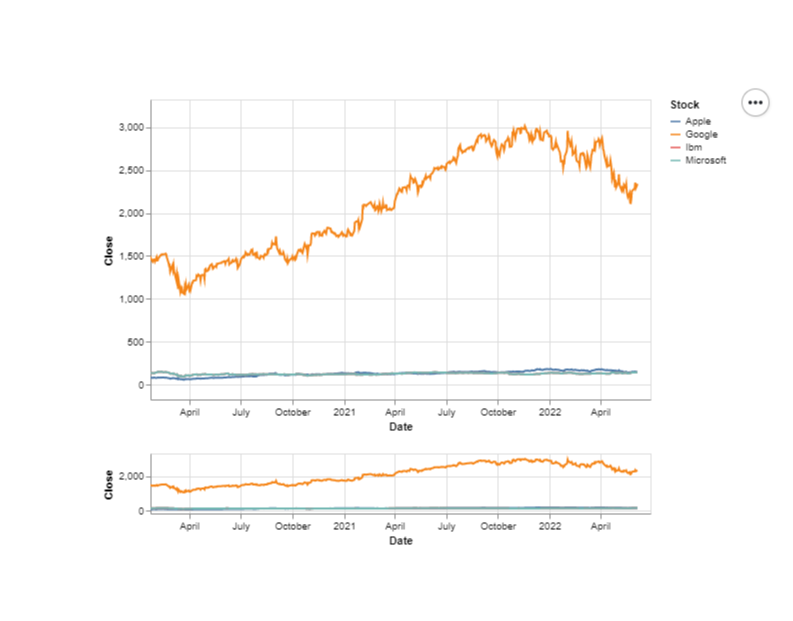 Stock
Apple
Google
Ibm
Microsoft
3,000
2,500
2,000
1,500
1,000
500
0
Close
April July October 2021 April July October 2022 April
Date
2,000
0
Close
April July October 2021 April July October 2022 April
Date